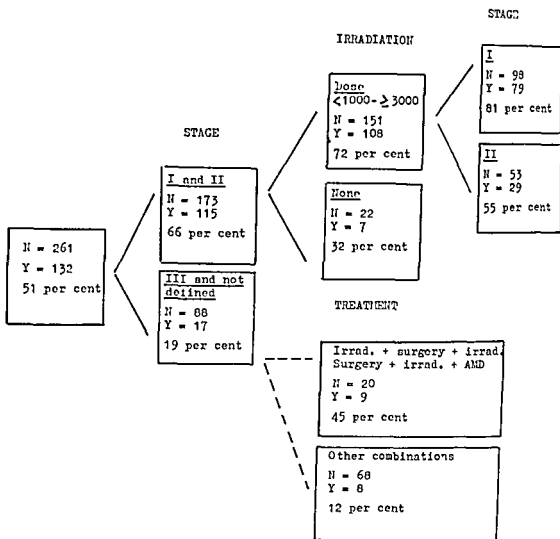 N = 261
Y = 132
51 per cent
STAGE
I and II
N = 173
Y = 115
66 per cent
III and not
defined
N = 88
Y = 17
19 per cent
IRRADIATION
Dose
<1000-≥3000
N = 151
Y = 108
72 per cent
None
N = 22
Y = 7
32 per cent
TREATMENT
Irrad. + surgery + irrad.
Surgery + irrad. + AMD
N = 20
Y = 9
45 per cent
Other combinations
N = 68
Y = 8
12 per cent
STAGE
I
N = 98
Y = 79
81 per cent
II
N = 53
Y = 29
55 per cent